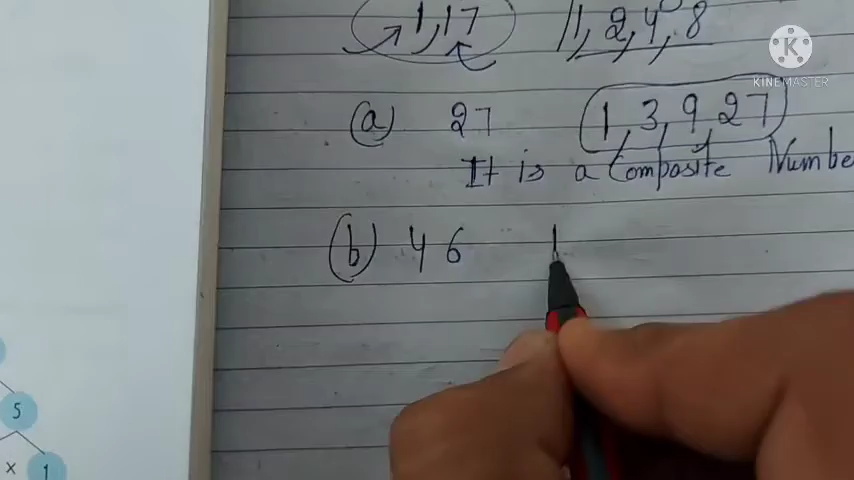 1, 17 1, 2, 4, 8
KINEMASTER
(a) 27 1, 3, 9, 27
It is a Composite Numbe
(b) 46 1
5
× 1